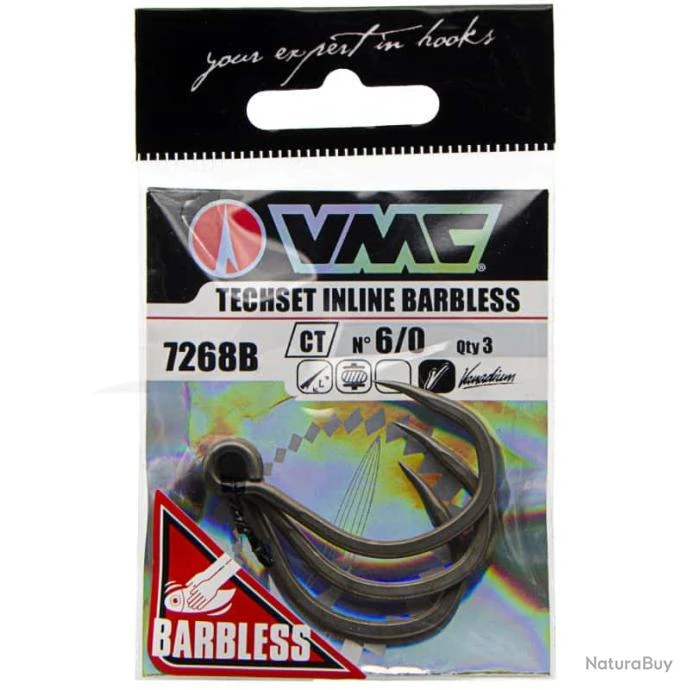 your expert in hooks
VMC®
TECHSET INLINE BARBLESS
7268B CT N° 6/0 Qty 3
L
Vanadium
BARBLESS
NaturaBuy